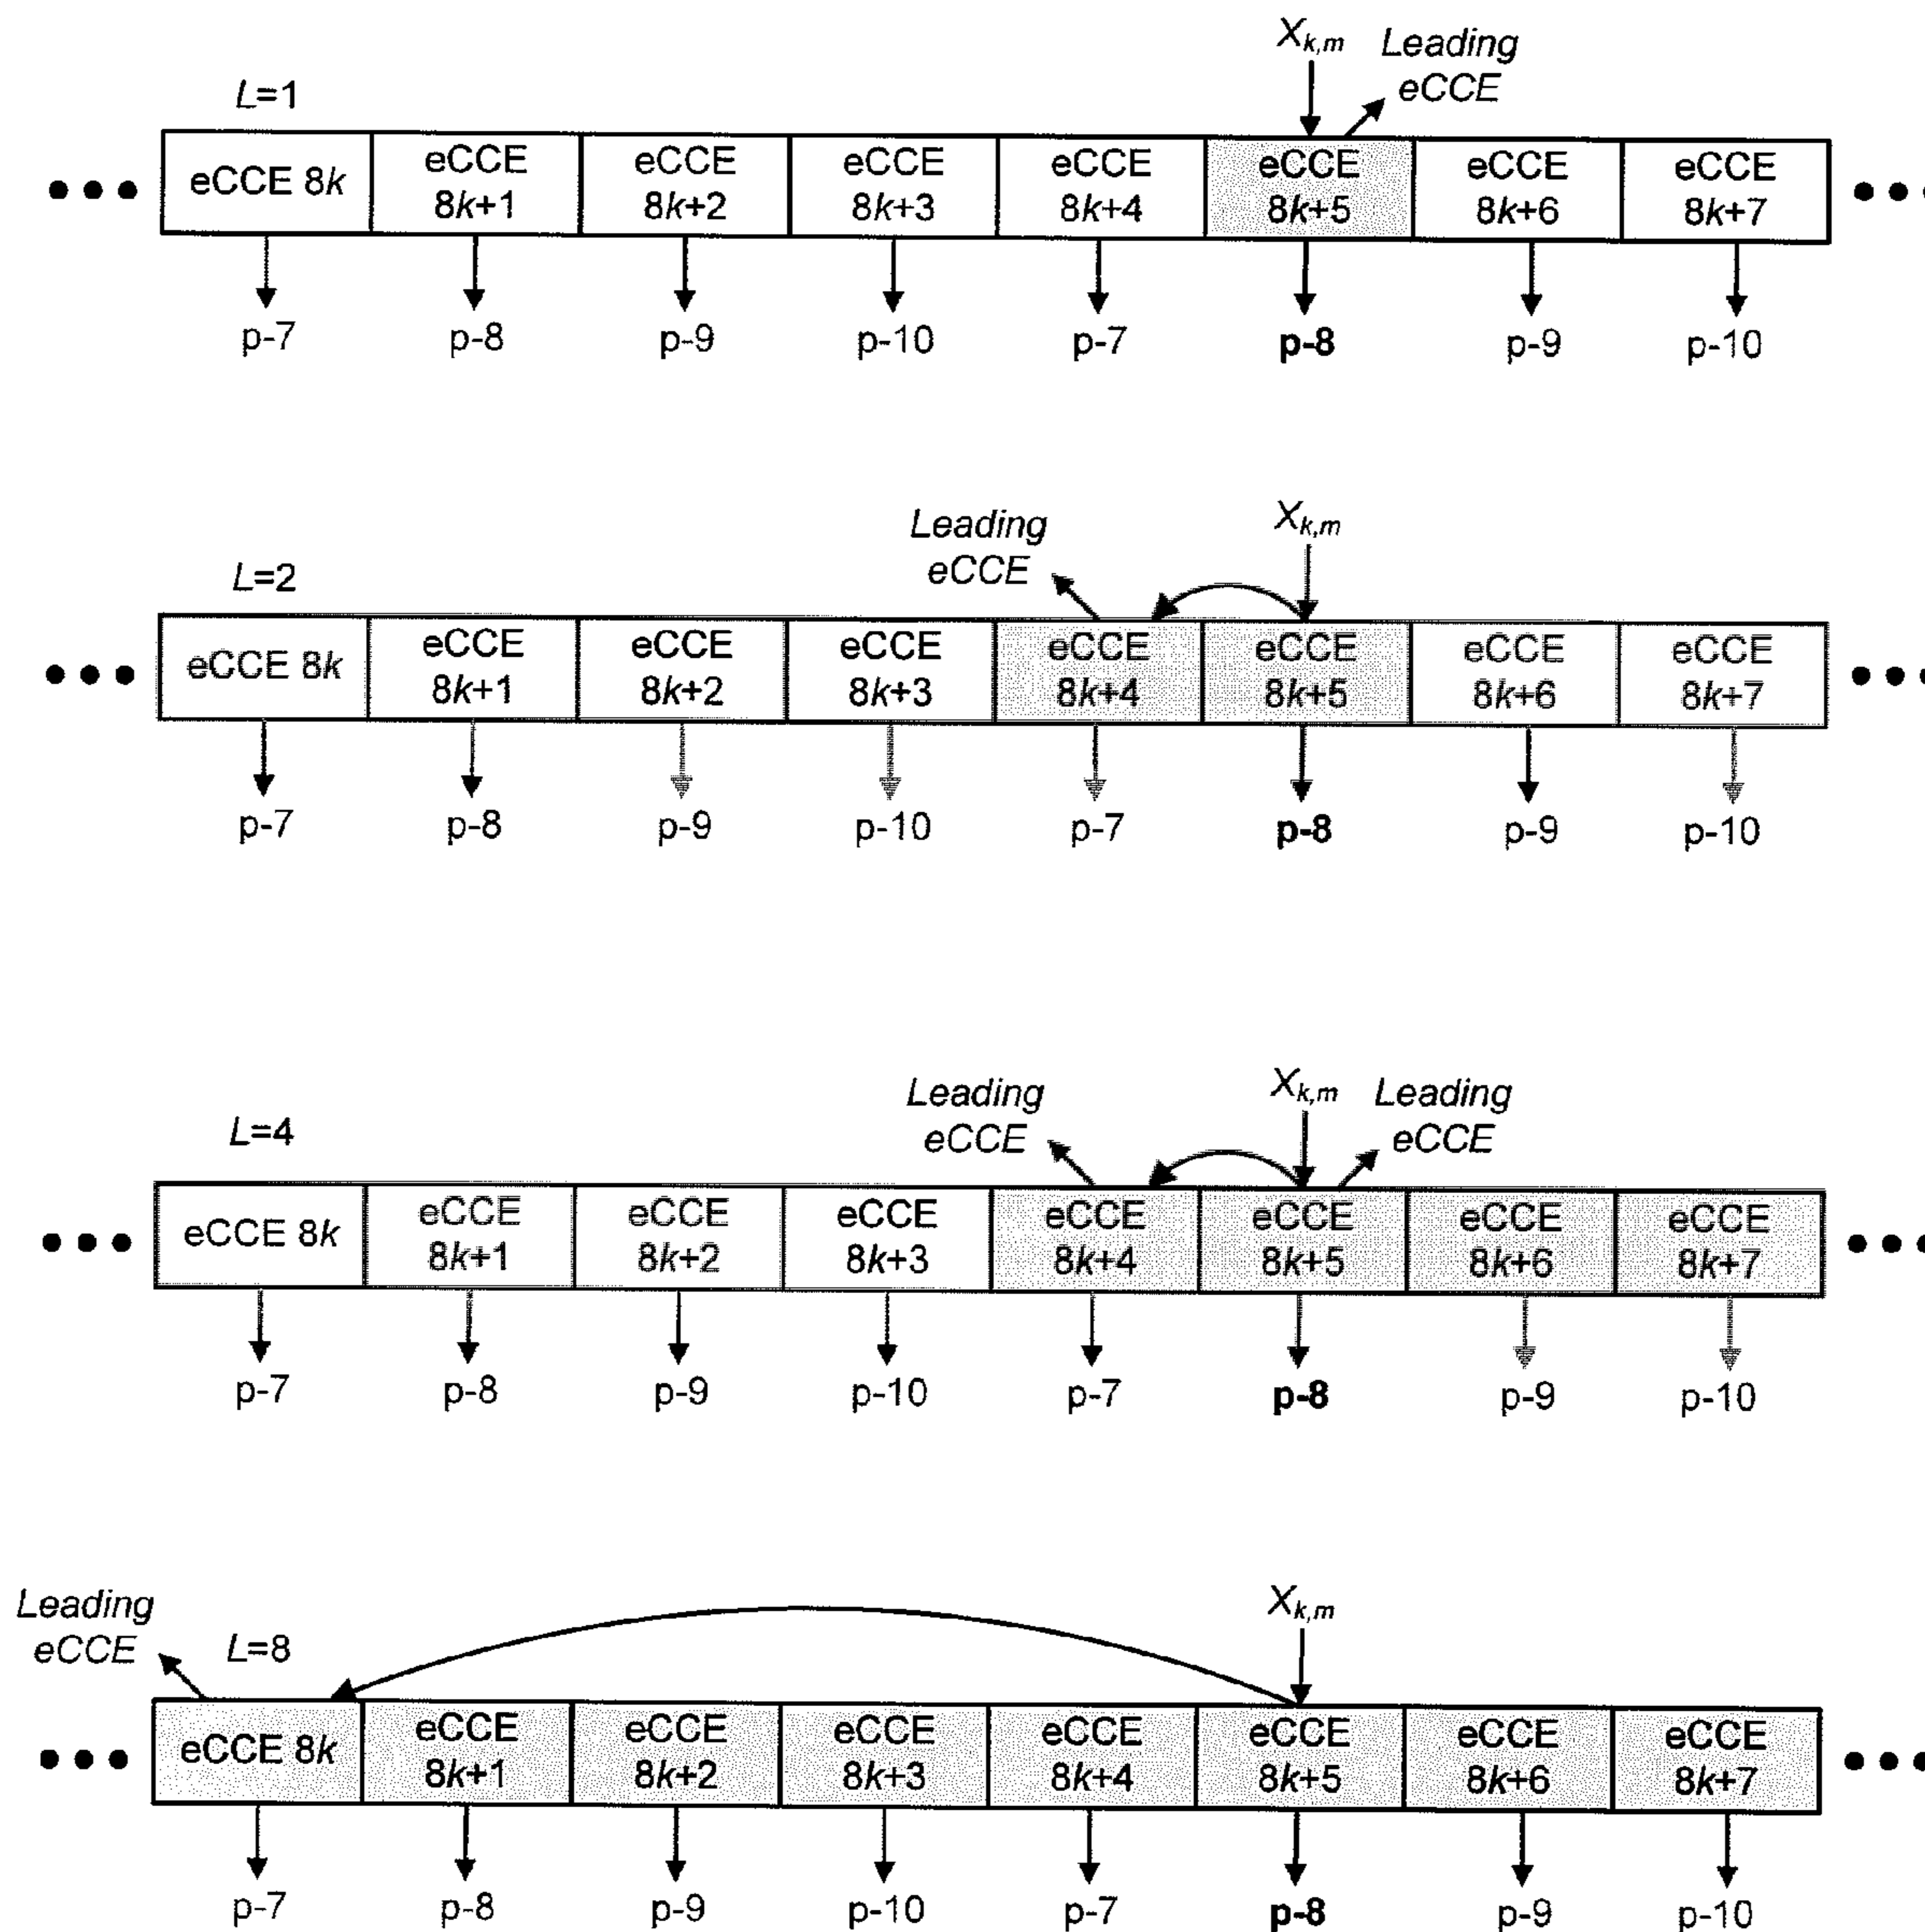 X_{k,m} Leading
eCCE
L=1
eCCE 8k eCCE 8k+1 eCCE 8k+2 eCCE 8k+3 eCCE 8k+4 eCCE 8k+5 eCCE 8k+6 eCCE 8k+7
p-7 p-8 p-9 p-10 p-7 p-8 p-9 p-10
Leading
eCCE
X_{k,m}
L=2
eCCE 8k eCCE 8k+1 eCCE 8k+2 eCCE 8k+3 eCCE 8k+4 eCCE 8k+5 eCCE 8k+6 eCCE 8k+7
p-7 p-8 p-9 p-10 p-7 p-8 p-9 p-10
Leading
eCCE
X_{k,m} Leading
eCCE
L=4
eCCE 8k eCCE 8k+1 eCCE 8k+2 eCCE 8k+3 eCCE 8k+4 eCCE 8k+5 eCCE 8k+6 eCCE 8k+7
p-7 p-8 p-9 p-10 p-7 p-8 p-9 p-10
Leading
eCCE
L=8
X_{k,m}
eCCE 8k eCCE 8k+1 eCCE 8k+2 eCCE 8k+3 eCCE 8k+4 eCCE 8k+5 eCCE 8k+6 eCCE 8k+7
p-7 p-8 p-9 p-10 p-7 p-8 p-9 p-10